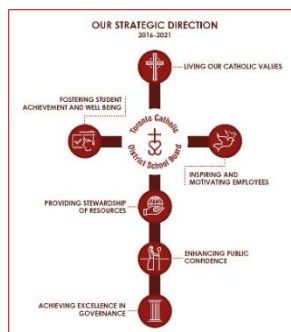 OUR STRATEGIC DIRECTION
2016-2021
LIVING OUR CATHOLIC VALUES
FOSTERING STUDENT
ACHIEVEMENT AND WELL BEING
Toronto Catholic
District School Board
INSPIRING AND
MOTIVATING EMPLOYEES
PROVIDING STEWARDSHIP
OF RESOURCES
ENHANCING PUBLIC
CONFIDENCE
ACHIEVING EXCELLENCE IN
GOVERNANCE